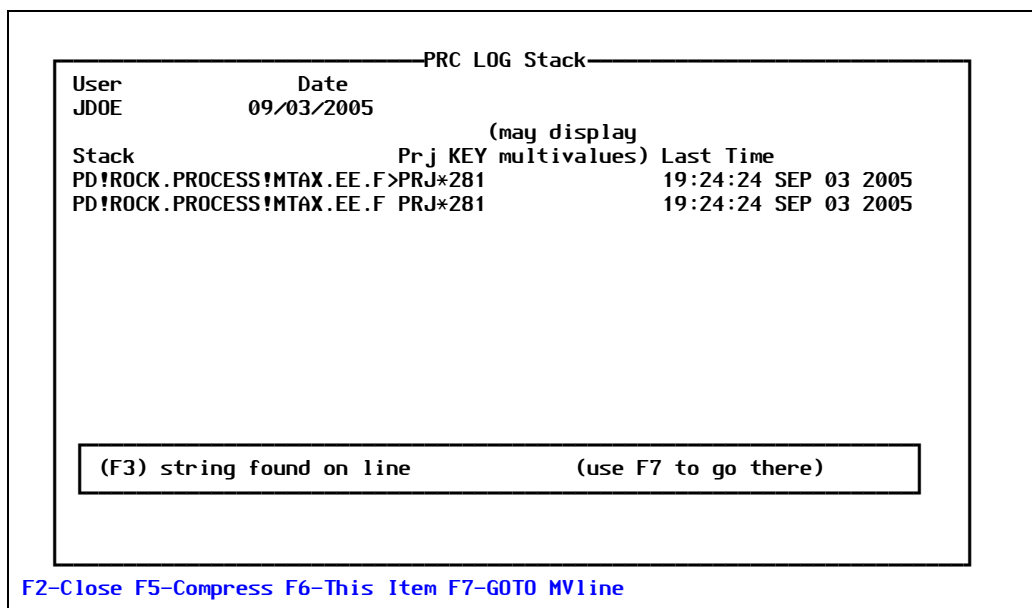 PRC LOG Stack
User Date
JDOE 09/03/2005
(may display
Stack Prj KEY multivalues) Last Time
PD!ROCK.PROCESS!MTAX.EE.F>PRJ*281 19:24:24 SEP 03 2005
PD!ROCK.PROCESS!MTAX.EE.F PRJ*281 19:24:24 SEP 03 2005
(F3) string found on line (use F7 to go there)
F2-Close F5-Compress F6-This Item F7-GOTO MVline